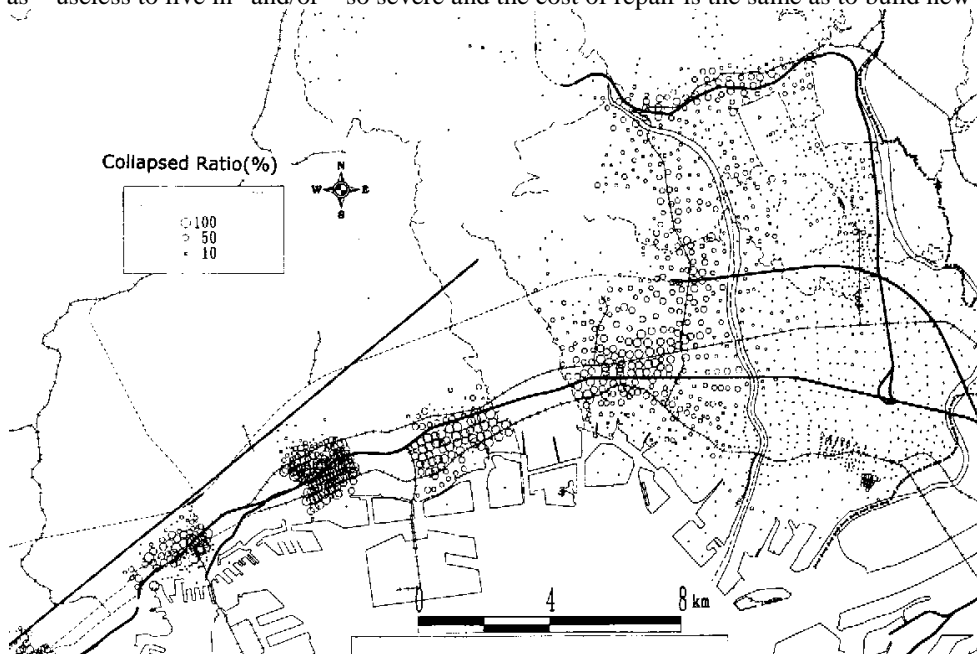 as " useless to live in " and/or " so severe and the cost of repair is the same as to build new
Collapsed Ratio(%)
N
W E
S
100
50
10
0 4 8 km